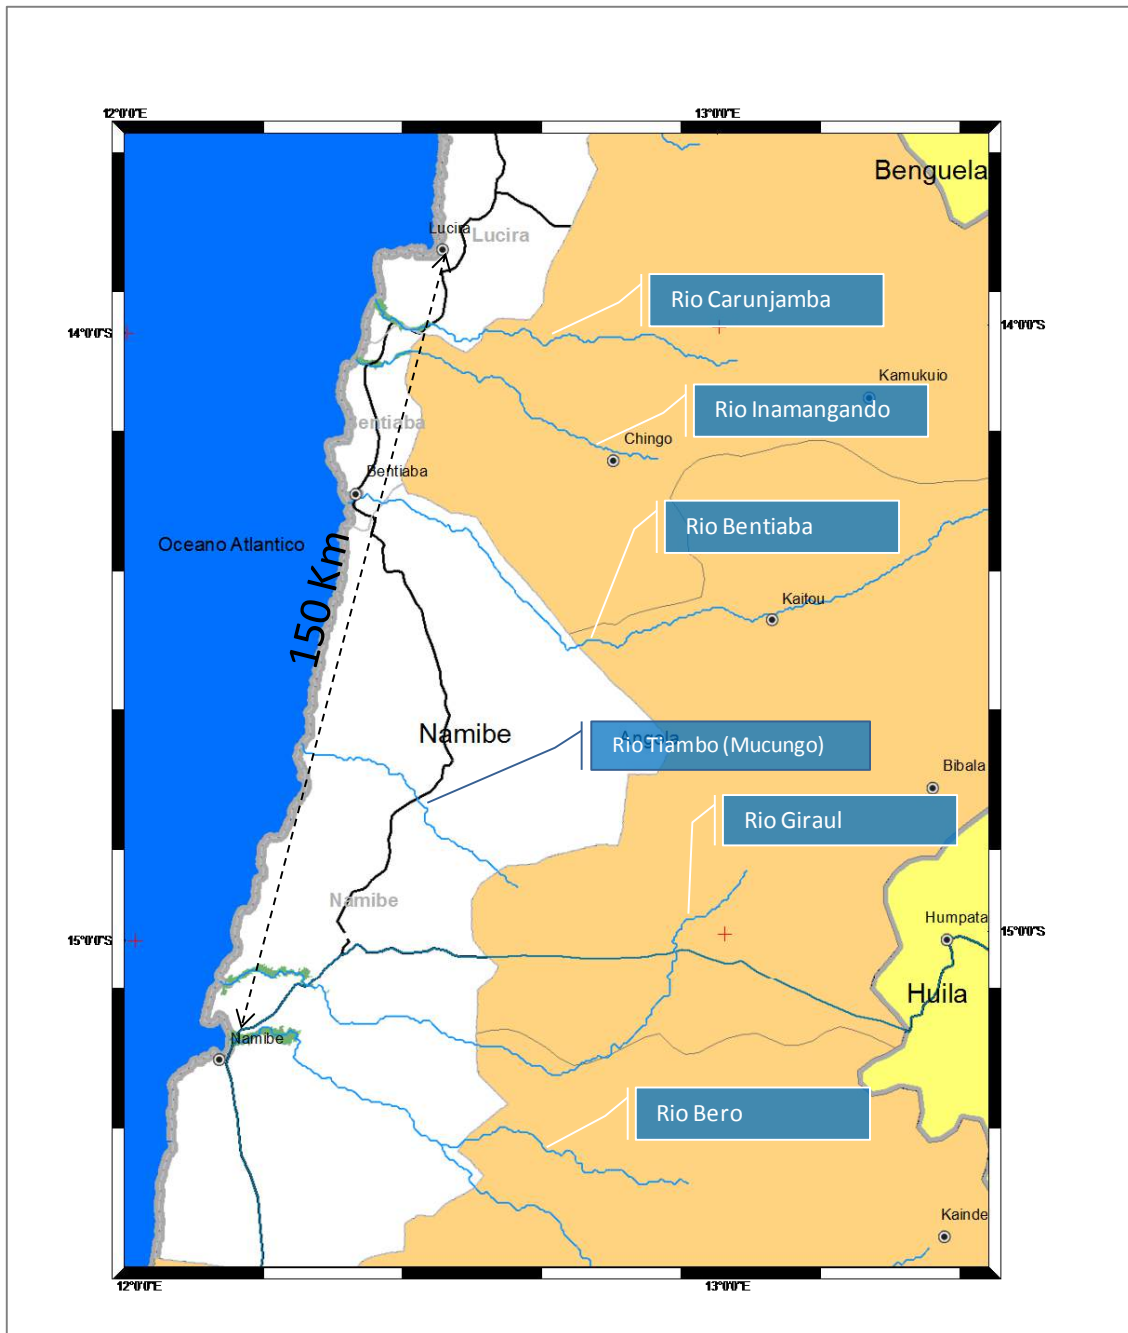 12°0'0"E
13°0'0"E
Benguela
Lucira
Lucira
Rio Carunjamba
14°0'0"S
14°0'0"S
Kamukuio
Rio Inamangando
Bentiaba
Chingo
Bentiaba
Rio Bentiaba
Oceano Atlantico
150 Km
Kaitou
Namibe
Rio Tiambo (Mucungo)
Angola
Bibala
Rio Giraul
Namibe
Humpata
15°0'0"S
15°0'0"S
Huila
Namibe
Rio Bero
Kainde
12°0'0"E
13°0'0"E